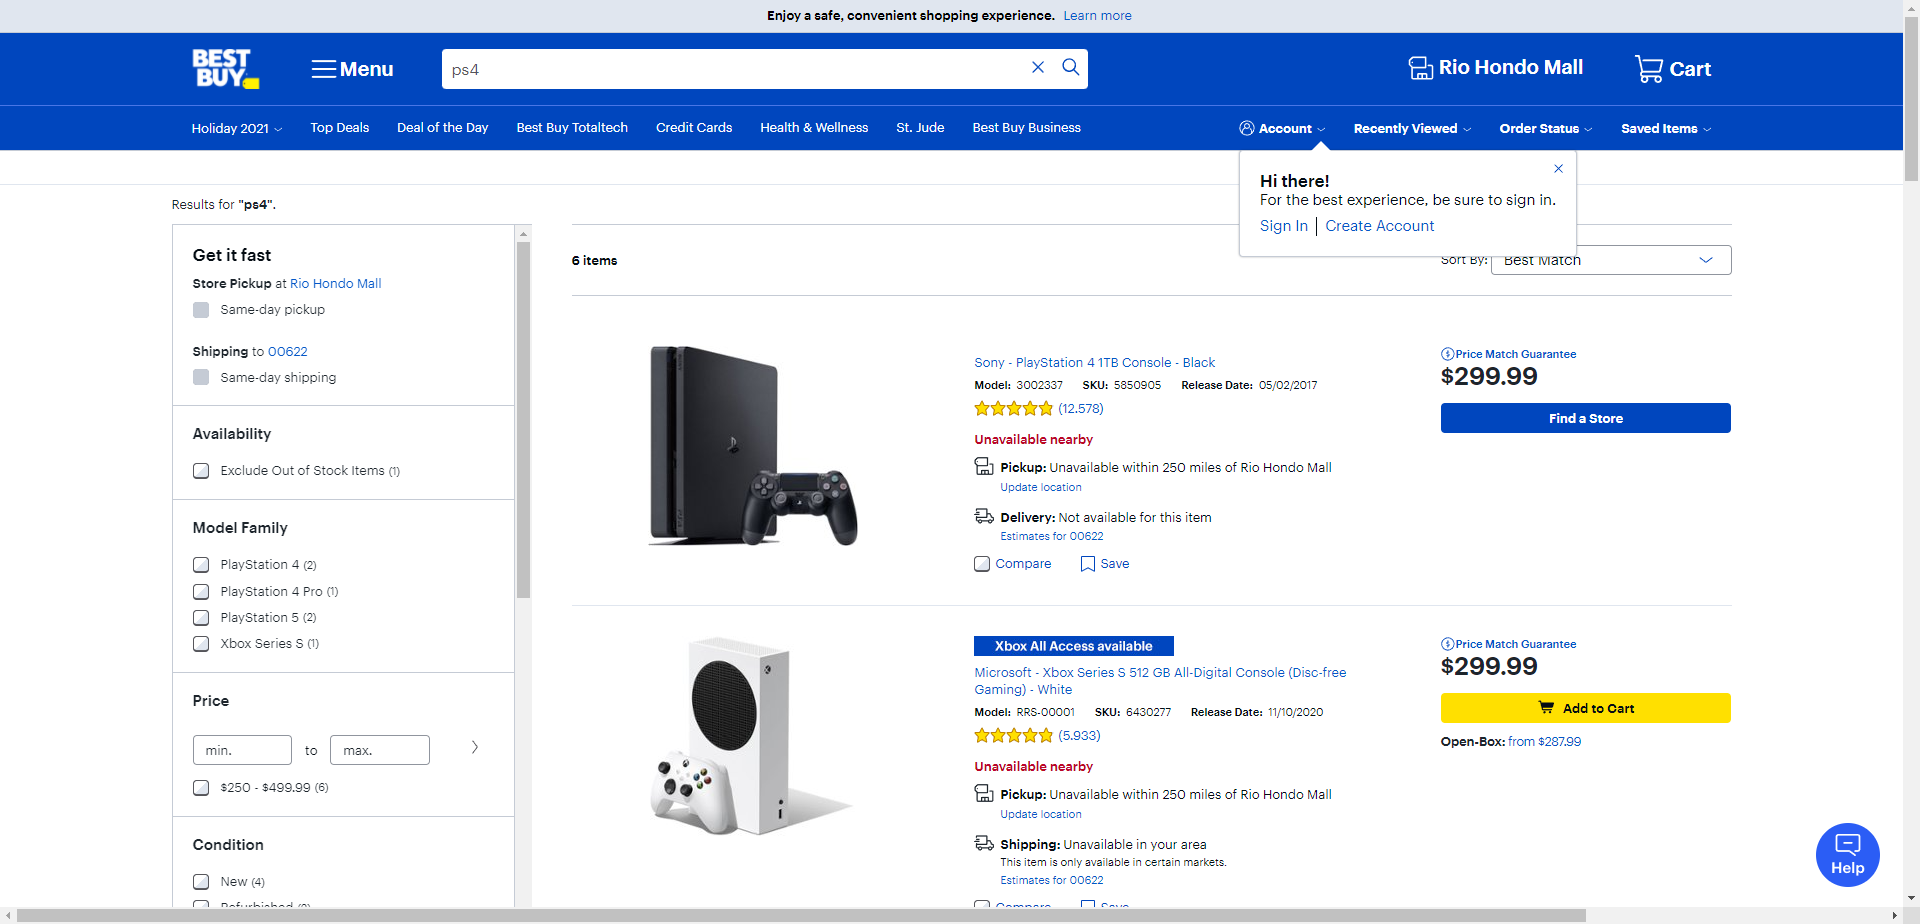 Enjoy a safe, convenient shopping experience. Learn more
BEST BUY
Menu
ps4
Rio Hondo Mall
Cart
Holiday 2021
Top Deals
Deal of the Day
Best Buy Totaltech
Credit Cards
Health & Wellness
St. Jude
Best Buy Business
Account
Recently Viewed
Order Status
Saved Items
Hi there!
For the best experience, be sure to sign in.
Sign In | Create Account
Results for "ps4".
Get it fast
Store Pickup at Rio Hondo Mall
Same-day pickup
Shipping to 00622
Same-day shipping
Availability
Exclude Out of Stock Items (1)
Model Family
PlayStation 4 (2)
PlayStation 4 Pro (1)
PlayStation 5 (2)
Xbox Series S (1)
Price
min. to max.
$250 - $499.99 (6)
Condition
New (4)
Refurbished (2)
6 items
Sort By: Best Match
Sony - PlayStation 4 1TB Console - Black
Model: 3002337 SKU: 5850905 Release Date: 05/02/2017
(12,578)
Unavailable nearby
Pickup: Unavailable within 250 miles of Rio Hondo Mall
Update location
Delivery: Not available for this item
Estimates for 00622
Compare
Save
Price Match Guarantee
$299.99
Find a Store
Xbox All Access available
Microsoft - Xbox Series S 512 GB All-Digital Console (Disc-free
Gaming) - White
Model: RRS-00001 SKU: 6430277 Release Date: 11/10/2020
(5,933)
Unavailable nearby
Pickup: Unavailable within 250 miles of Rio Hondo Mall
Update location
Shipping: Unavailable in your area
This item is only available in certain markets.
Estimates for 00622
Compare
Save
Price Match Guarantee
$299.99
Add to Cart
Open-Box: from $287.99
Help